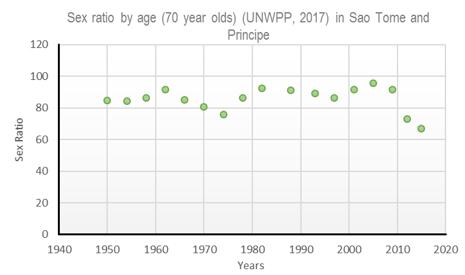 Sex ratio by age (70 year olds) (UNWPP, 2017) in Sao Tome and
Principe
120
100
80
60
40
20
0
Sex Ratio
1940 1950 1960 1970 1980 1990 2000 2010 2020
Years